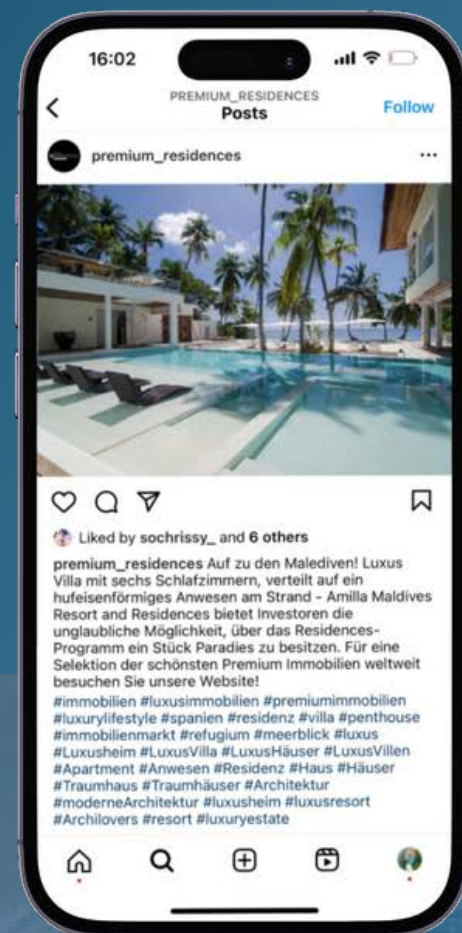 16:02
PREMIUM_RESIDENCES
Posts
Follow
premium_residences
Liked by sochrissy_ and 6 others
premium_residences Auf zu den Malediven! Luxus
Villa mit sechs Schlafzimmern, verteilt auf ein
hufeisenförmiges Anwesen am Strand - Amilla Maldives
Resort and Residences bietet Investoren die
unglaubliche Möglichkeit, über das Residences-
Programm ein Stück Paradies zu besitzen. Für eine
Selektion der schönsten Premium Immobilien weltweit
besuchen Sie unsere Website!
#immobilien #luxusimmobilien #premiumimmobilien
#luxurylifestyle #spanien #residenz #villa #penthouse
#immobilienmarkt #refugium #meerblick #luxus
#Luxusheim #LuxusVilla #LuxusHäuser #LuxusVillen
#Apartment #Anwesen #Residenz #Haus #Häuser
#Traumhaus #Traumhäuser #Architektur
#moderneArchitektur #luxusheim #luxusresort
#Archilovers #resort #luxuryestate